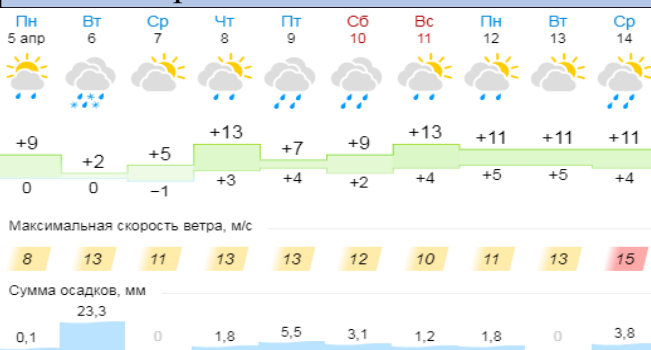 Пн Вт Ср Чт Пт Сб Вс Пн Вт Ср
5 апр 6 7 8 9 10 11 12 13 14
+9 +2 +5 +13 +7 +9 +13 +11 +11 +11
0 0 −1 +3 +4 +2 +4 +5 +5 +4
Максимальная скорость ветра, м/с
8 13 11 13 13 12 10 11 13 15
Сумма осадков, мм
0,1 23,3 0 1,8 5,5 3,1 1,2 1,8 0 3,8